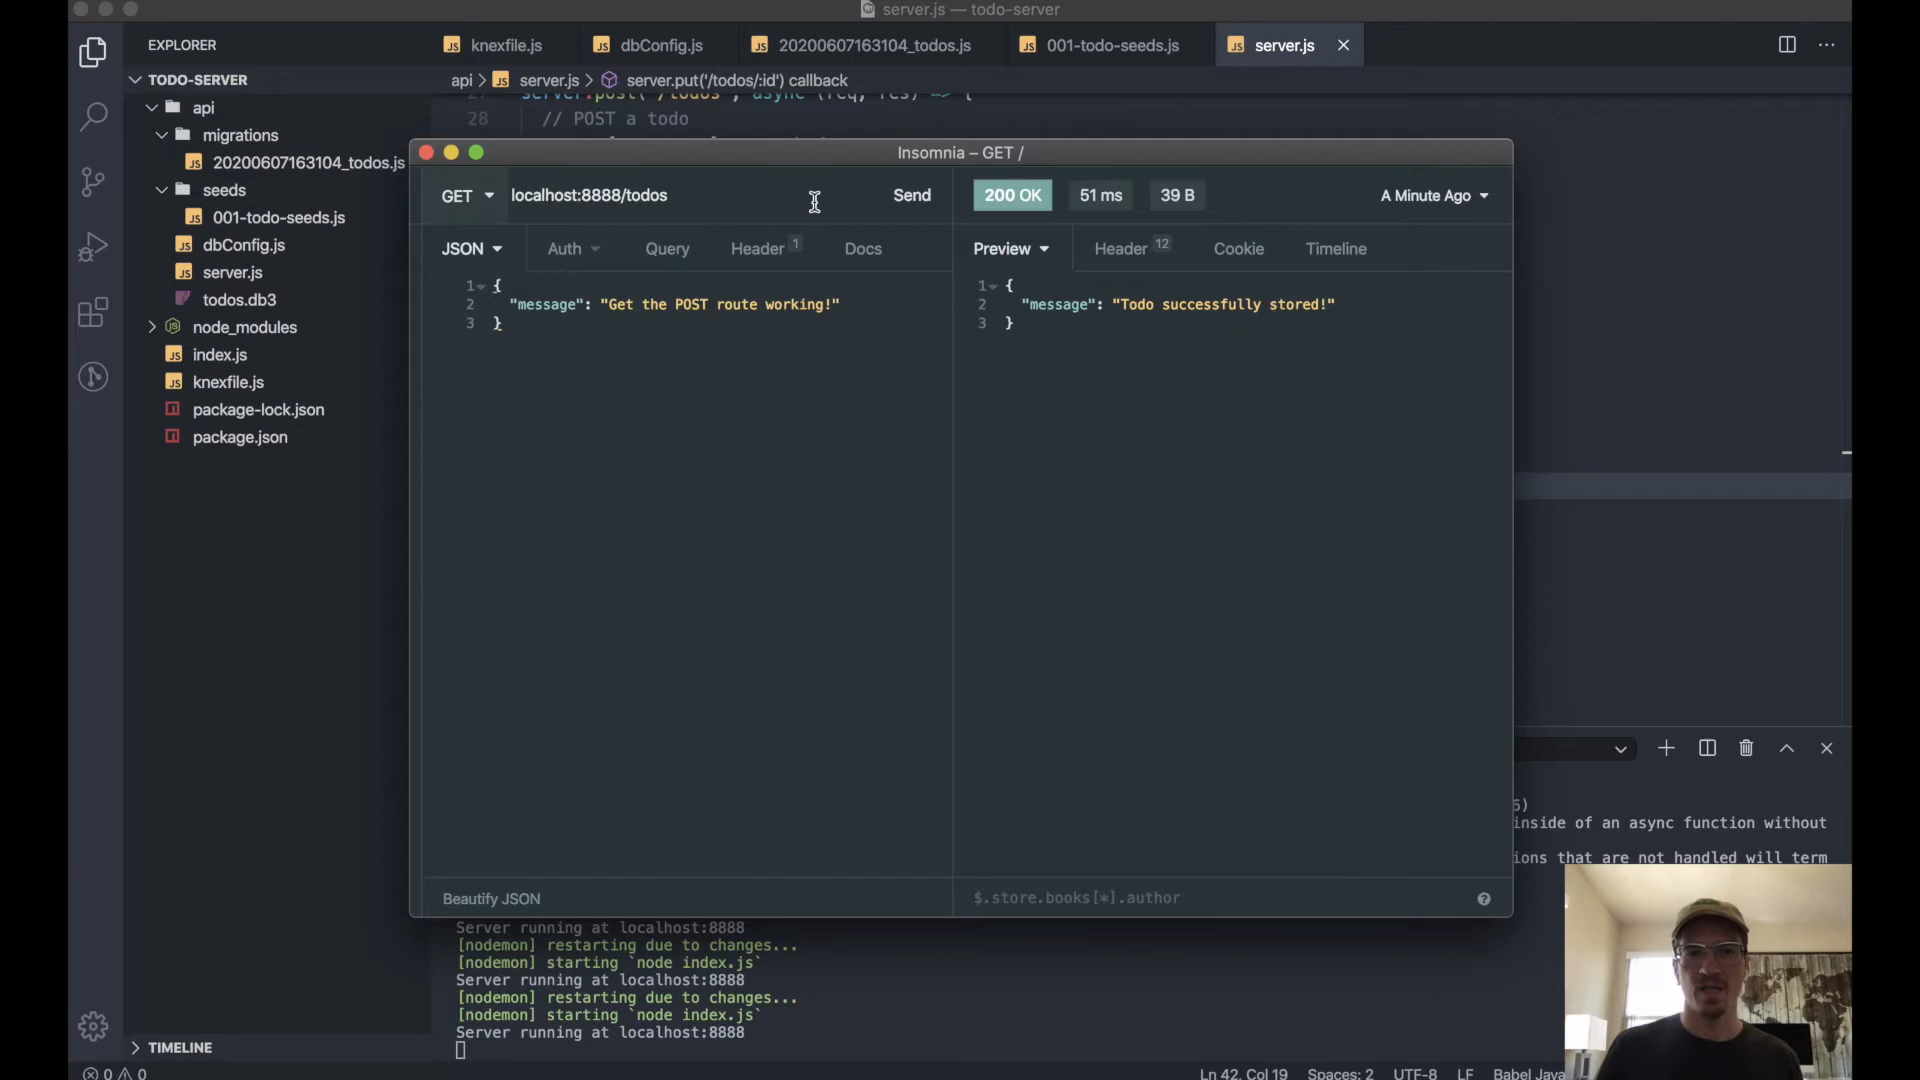 server.js — todo-server
EXPLORER
knexfile.js
dbConfig.js
20200607163104_todos.js
001-todo-seeds.js
server.js
TODO-SERVER
api > server.js > server.put('/todos/:id') callback
api
migrations
20200607163104_todos.js
seeds
001-todo-seeds.js
dbConfig.js
server.js
todos.db3
node_modules
index.js
knexfile.js
package-lock.json
package.json
TIMELINE
27 server.post('/todos', async (req, res) => {
28 // POST a todo
Insomnia – GET /
GET localhost:8888/todos Send
200 OK 51 ms 39 B A Minute Ago
JSON Auth Query Header 1 Docs
Preview Header 12 Cookie Timeline
1 {
2 "message": "Get the POST route working!"
3 }
1 {
2 "message": "Todo successfully stored!"
3 }
Beautify JSON
$.store.books[*].author
6)
inside of an async function without
ions that are not handled will term
Server running at localhost:8888
[nodemon] restarting due to changes...
[nodemon] starting `node index.js`
Server running at localhost:8888
[nodemon] restarting due to changes...
[nodemon] starting `node index.js`
Server running at localhost:8888
0 0
Ln 42, Col 19 Spaces: 2 UTF-8 LF Babel Java